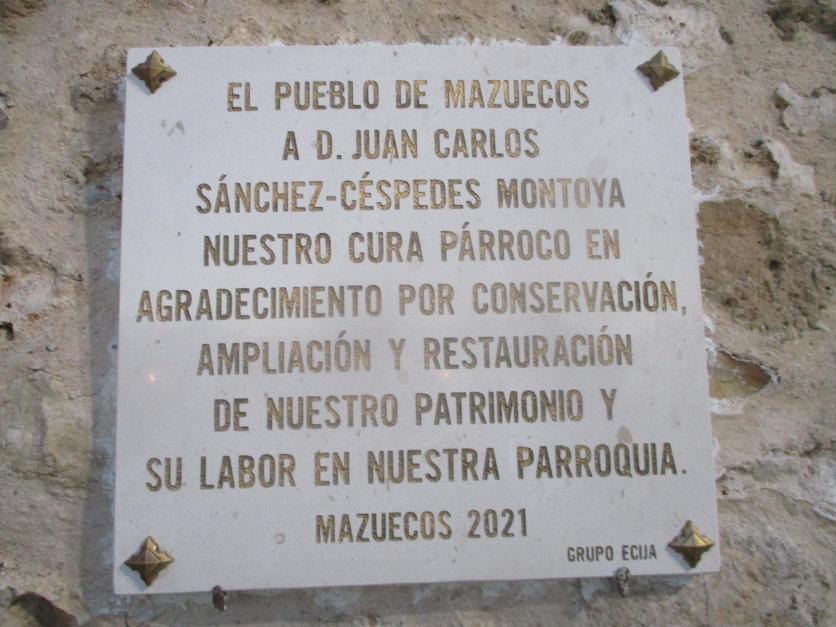 EL PUEBLO DE MAZUECOS
A D. JUAN CARLOS
SÁNCHEZ-CÉSPEDES MONTOYA
NUESTRO CURA PÁRROCO EN
AGRADECIMIENTO POR CONSERVACIÓN,
AMPLIACIÓN Y RESTAURACIÓN
DE NUESTRO PATRIMONIO Y
SU LABOR EN NUESTRA PARROQUIA.
MAZUECOS 2021
GRUPO ECIJA